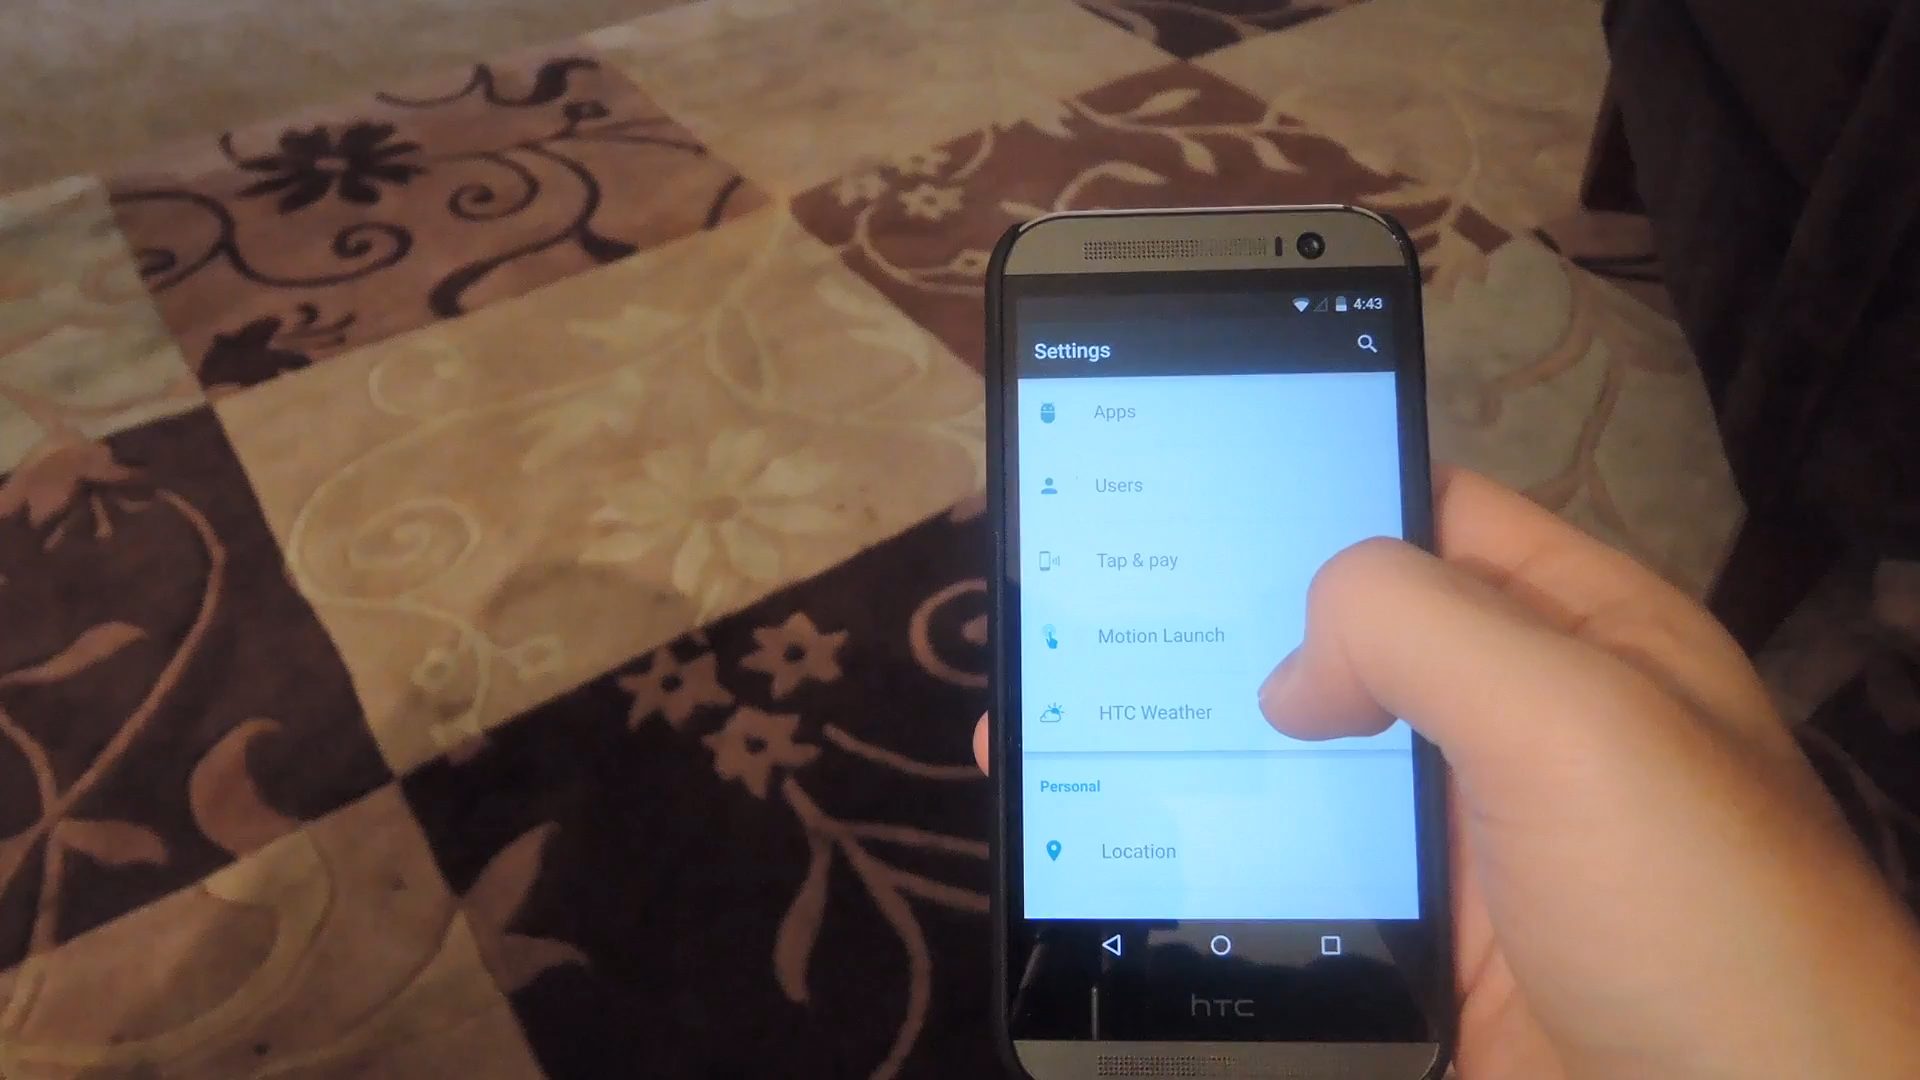 4:43
Settings
Apps
Users
Tap & pay
Motion Launch
HTC Weather
Personal
Location
hTC